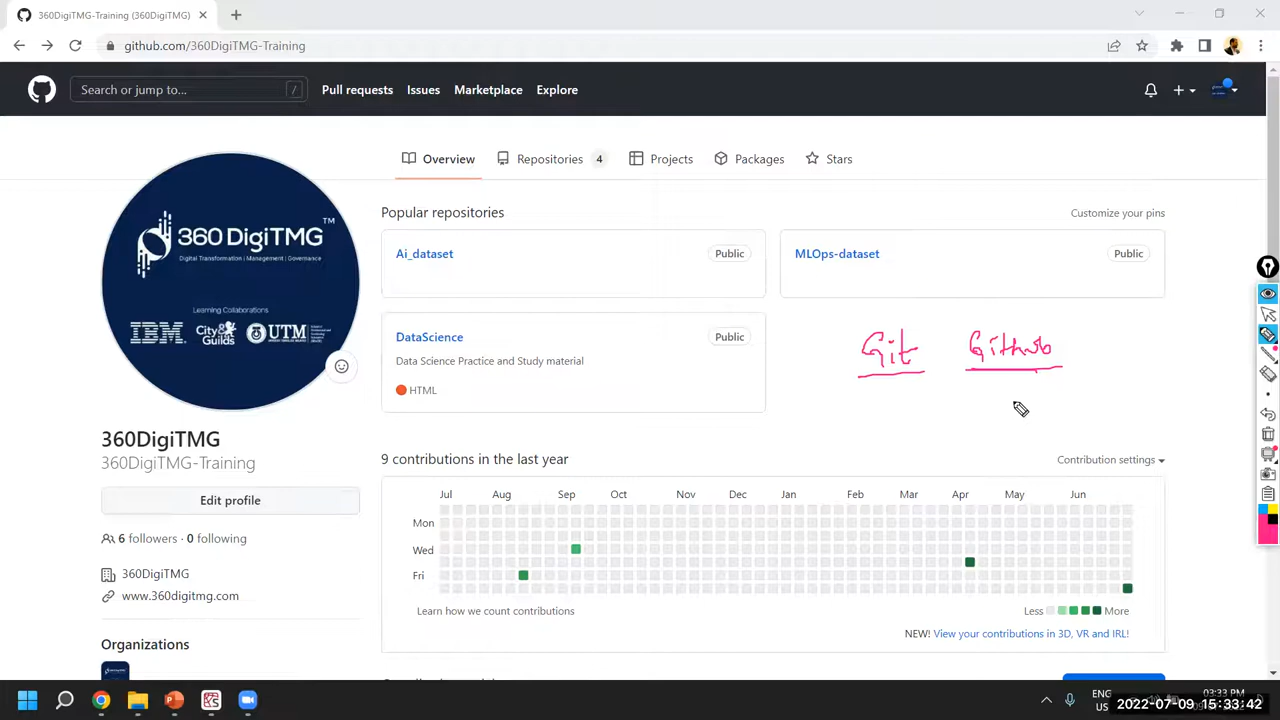 360DigiTMG-Training (360DigiTMG)
github.com/360DigiTMG-Training
Search or jump to...
/
Pull requests
Issues
Marketplace
Explore
Overview
Repositories 4
Projects
Packages
Stars
360 DigiTMG™
Digital Transformation | Management | Governance
Learning Collaborations
IBM
City& Guilds
UTM
Popular repositories
Customize your pins
Ai_dataset
Public
MLOps-dataset
Public
DataScience
Public
Data Science Practice and Study material
HTML
Git Github
360DigiTMG
360DigiTMG-Training
Edit profile
6 followers · 0 following
360DigiTMG
www.360digitmg.com
Organizations
9 contributions in the last year
Contribution settings
Jul Aug Sep Oct Nov Dec Jan Feb Mar Apr May Jun
Mon
Wed
Fri
Learn how we count contributions
Less More
NEW! View your contributions in 3D, VR and IRL!
ENG
US
03:33 PM
2022-07-09 15:33:42